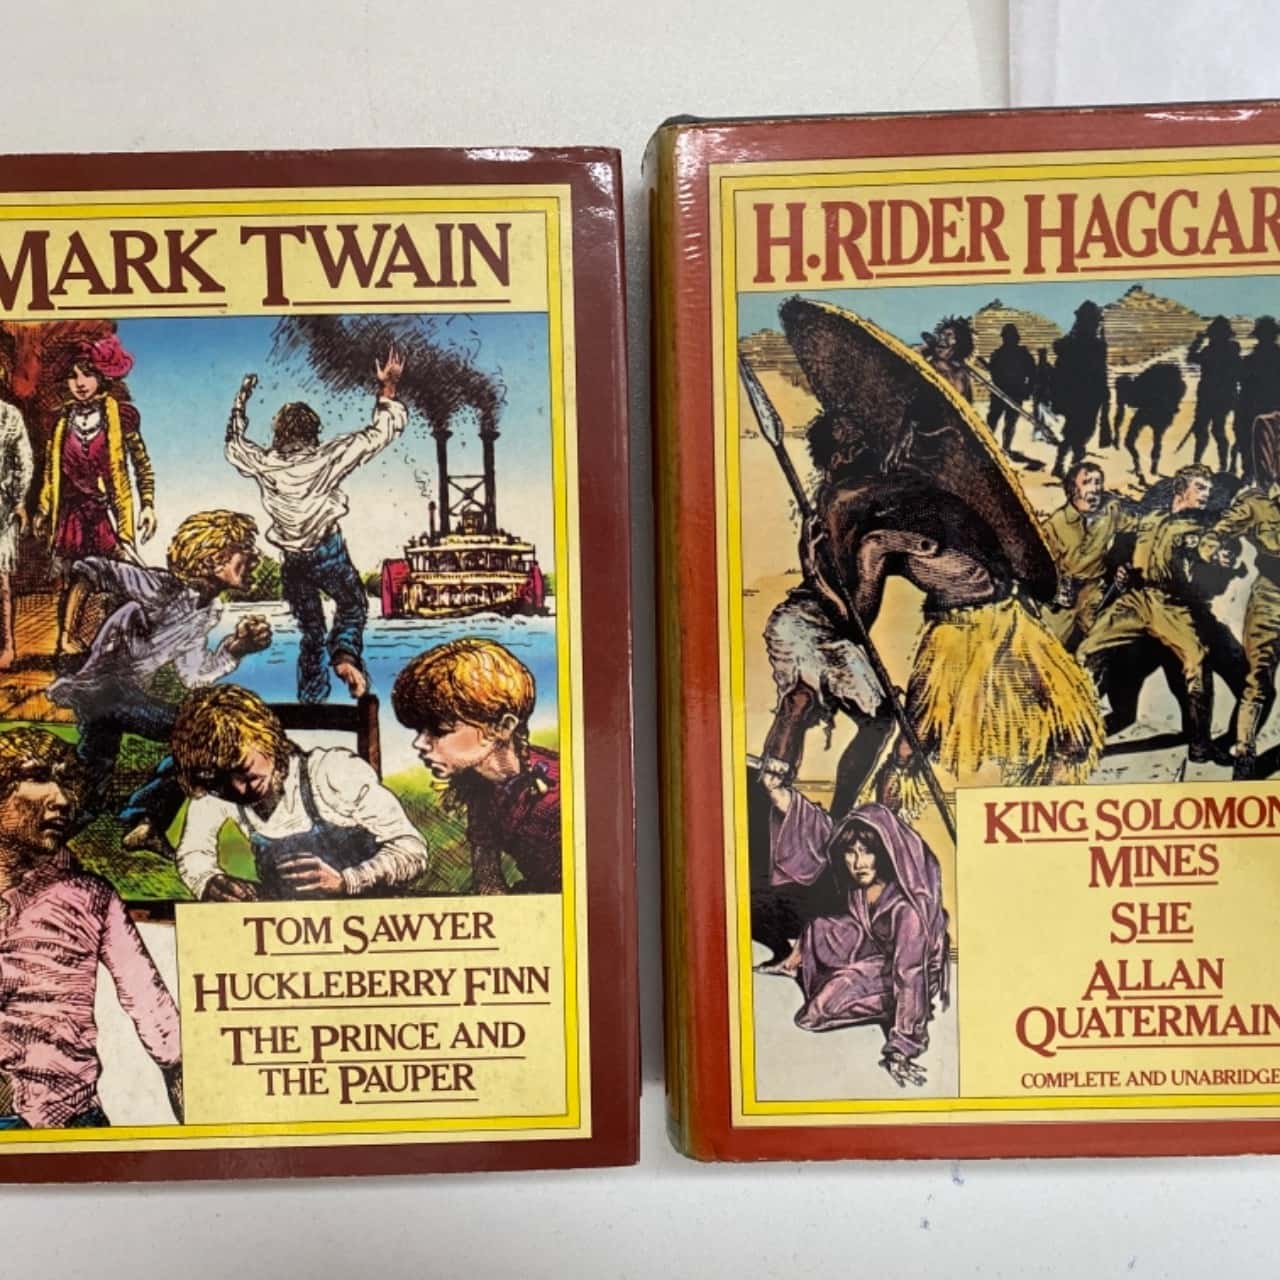 MARK TWAIN
TOM SAWYER
HUCKLEBERRY FINN
THE PRINCE AND
THE PAUPER
H. RIDER HAGGAR
KING SOLOMON
MINES
SHE
ALLAN
QUATERMAIN
COMPLETE AND UNABRIDGE